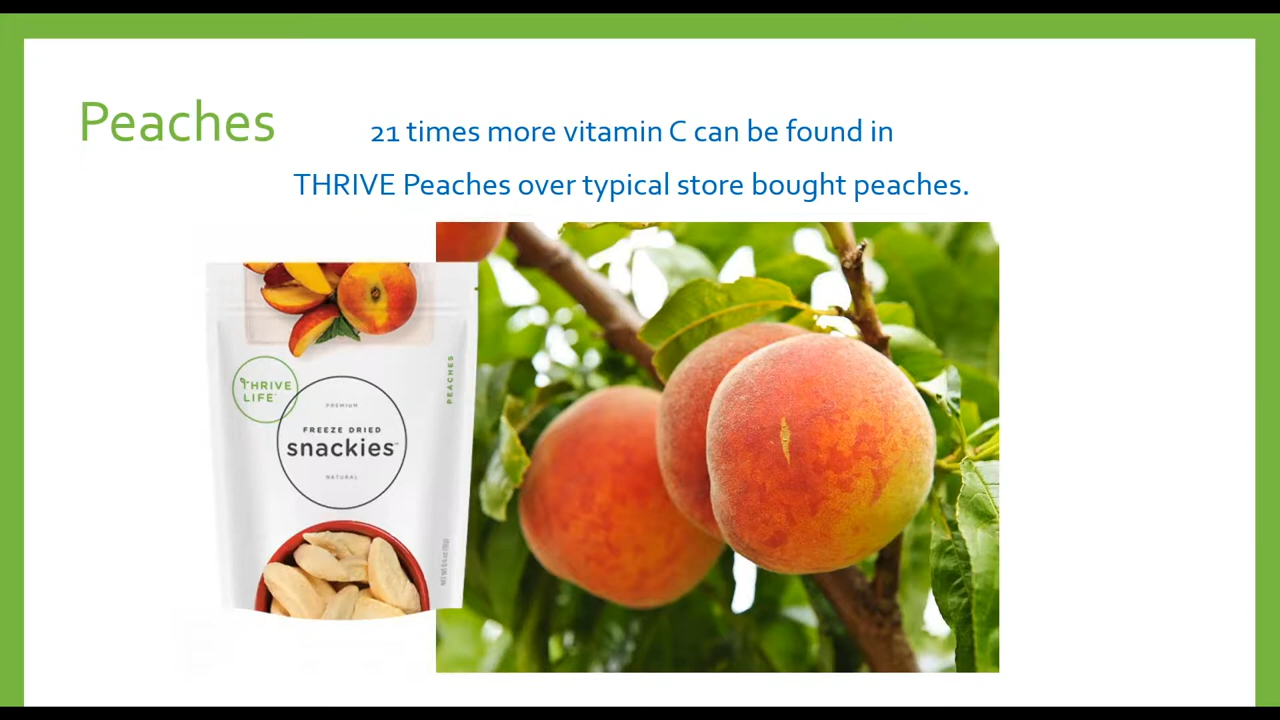 Peaches
21 times more vitamin C can be found in
THRIVE Peaches over typical store bought peaches.
THRIVE
LIFE
PEACHES
PREMIUM
FREEZE DRIED
snackies™
NATURAL